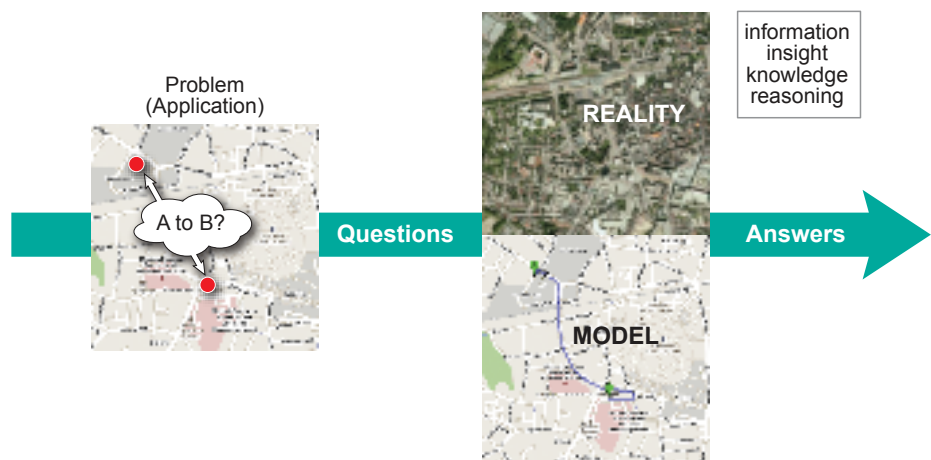 Problem
(Application)
A to B?
Questions
REALITY
MODEL
information
insight
knowledge
reasoning
Answers